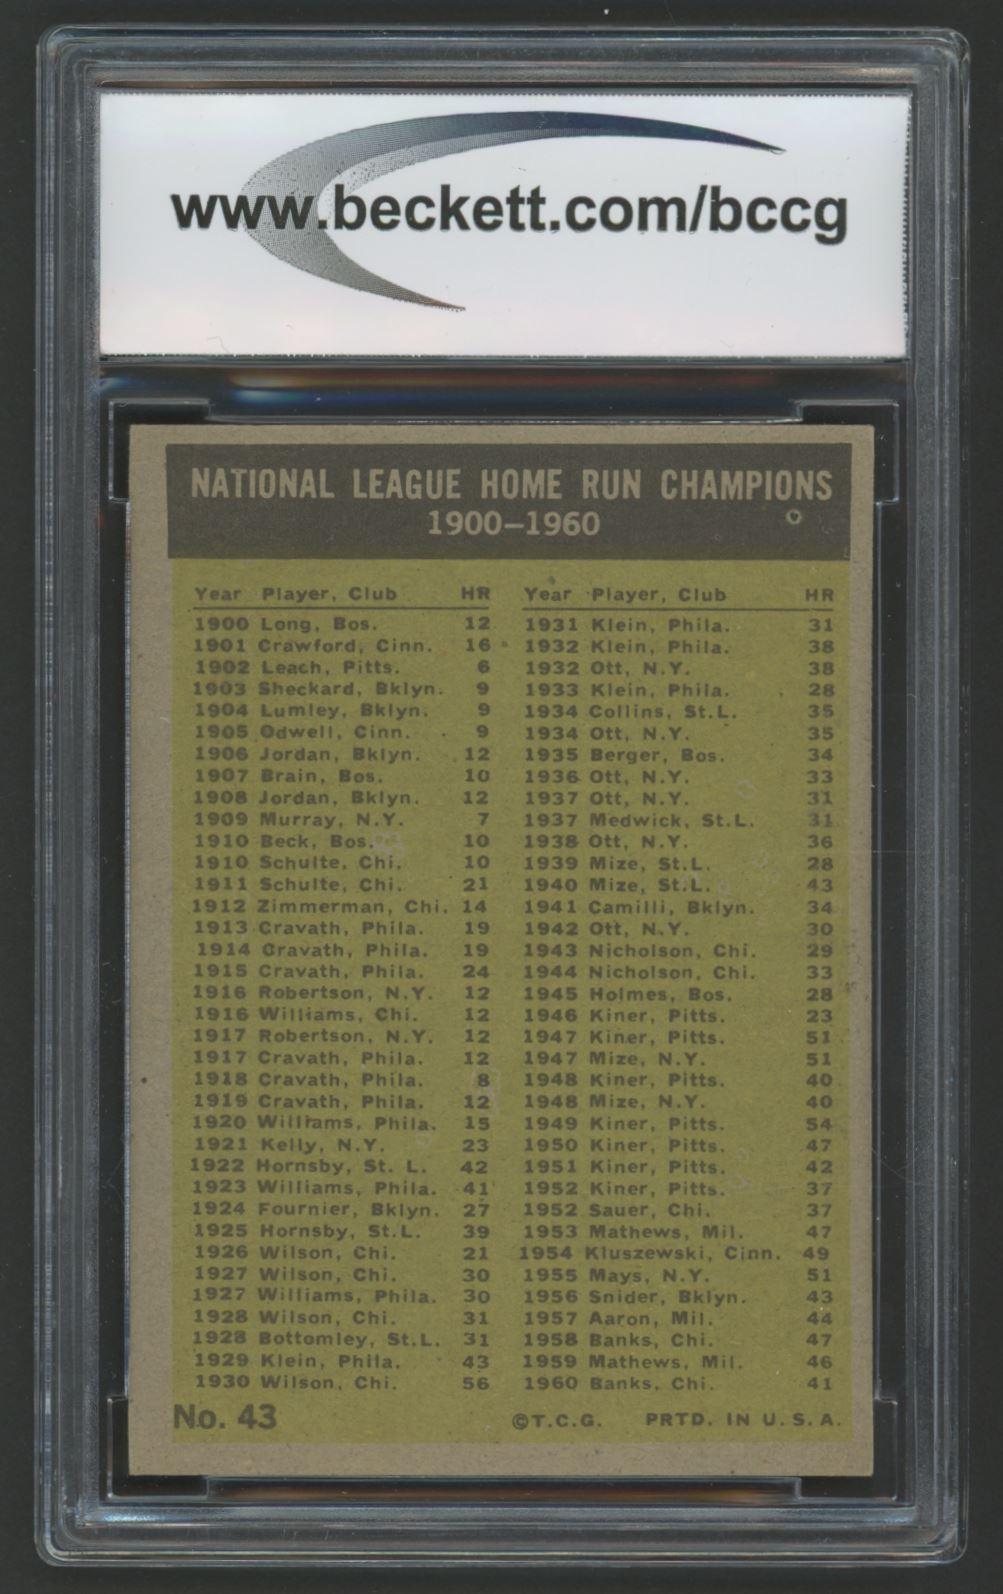 www.beckett.com/bccg
NATIONAL LEAGUE HOME RUN CHAMPIONS
1900–1960
Year Player, Club HR
1900 Long, Bos. 12
1901 Crawford, Cinn. 16
1902 Leach, Pitts. 6
1903 Sheckard, Bklyn. 9
1904 Lumley, Bklyn. 9
1905 Odwell, Cinn. 9
1906 Jordan, Bklyn. 12
1907 Brain, Bos. 10
1908 Jordan, Bklyn. 12
1909 Murray, N.Y. 7
1910 Beck, Bos. 10
1910 Schulte, Chi. 10
1911 Schulte, Chi. 21
1912 Zimmerman, Chi. 14
1913 Cravath, Phila. 19
1914 Cravath, Phila. 19
1915 Cravath, Phila. 24
1916 Robertson, N.Y. 12
1916 Williams, Chi. 12
1917 Robertson, N.Y. 12
1917 Cravath, Phila. 12
1918 Cravath, Phila. 8
1919 Cravath, Phila. 12
1920 Williams, Phila. 15
1921 Kelly, N.Y. 23
1922 Hornsby, St. L. 42
1923 Williams, Phila. 41
1924 Fournier, Bklyn. 27
1925 Hornsby, St.L. 39
1926 Wilson, Chi. 21
1927 Wilson, Chi. 30
1927 Williams, Phila. 30
1928 Wilson, Chi. 31
1928 Bottomley, St.L. 31
1929 Klein, Phila. 43
1930 Wilson, Chi. 56
Year Player, Club HR
1931 Klein, Phila. 31
1932 Klein, Phila. 38
1932 Ott, N.Y. 38
1933 Klein, Phila. 28
1934 Collins, St.L. 35
1934 Ott, N.Y. 35
1935 Berger, Bos. 34
1936 Ott, N.Y. 33
1937 Ott, N.Y. 31
1937 Medwick, St.L. 31
1938 Ott, N.Y. 36
1939 Mize, St.L. 28
1940 Mize, St.L. 43
1941 Camilli, Bklyn. 34
1942 Ott, N.Y. 30
1943 Nicholson, Chi. 29
1944 Nicholson, Chi. 33
1945 Holmes, Bos. 28
1946 Kiner, Pitts. 23
1947 Kiner, Pitts. 51
1947 Mize, N.Y. 51
1948 Kiner, Pitts. 40
1948 Mize, N.Y. 40
1949 Kiner, Pitts. 54
1950 Kiner, Pitts. 47
1951 Kiner, Pitts. 42
1952 Kiner, Pitts. 37
1952 Sauer, Chi. 37
1953 Mathews, Mil. 47
1954 Kluszewski, Cinn. 49
1955 Mays, N.Y. 51
1956 Snider, Bklyn. 43
1957 Aaron, Mil. 44
1958 Banks, Chi. 47
1959 Mathews, Mil. 46
1960 Banks, Chi. 41
No. 43
©T.C.G. PRTD. IN U.S.A.